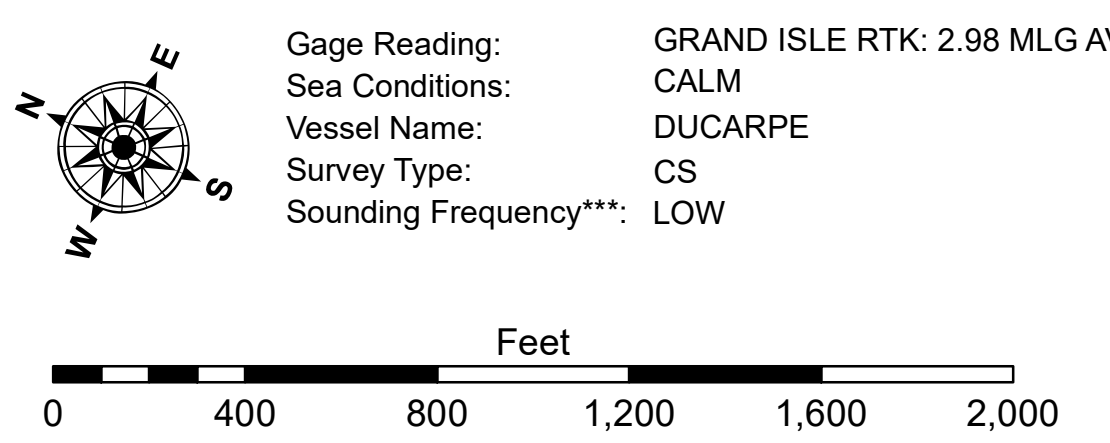 N E S W
Gage Reading: GRAND ISLE RTK: 2.98 MLG
Sea Conditions: CALM
Vessel Name: DUCARPE
Survey Type: CS
Sounding Frequency***: LOW
Feet
0 400 800 1,200 1,600 2,000